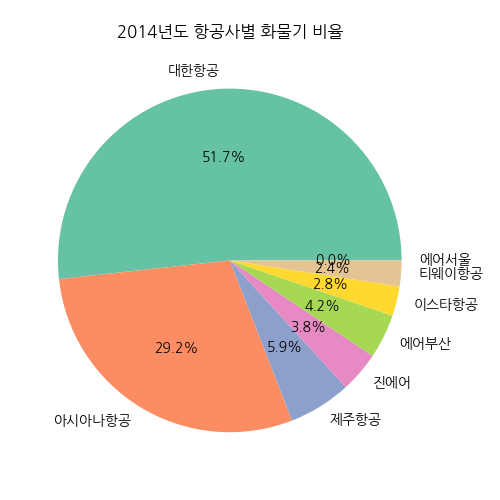 2014년도 항공사별 화물기 비율
대한항공
51.7%
아시아나항공
29.2%
제주항공
5.9%
진에어
3.8%
에어부산
4.2%
이스타항공
2.8%
티웨이항공
2.4%
에어서울
0.0%